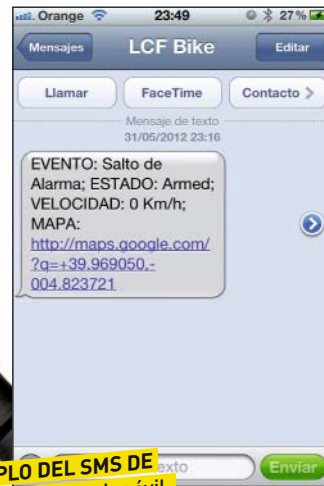 Orange 23:49 27%
Mensajes LCF Bike Editar
Llamar FaceTime Contacto
Mensaje de texto
31/05/2012 23:16
EVENTO: Salto de
Alarma; ESTADO: Armed;
VELOCIDAD: 0 Km/h;
MAPA:
http://maps.google.com/
?q=+39.969050,-
004.823721
PLO DEL SMS DE
exto Enviar